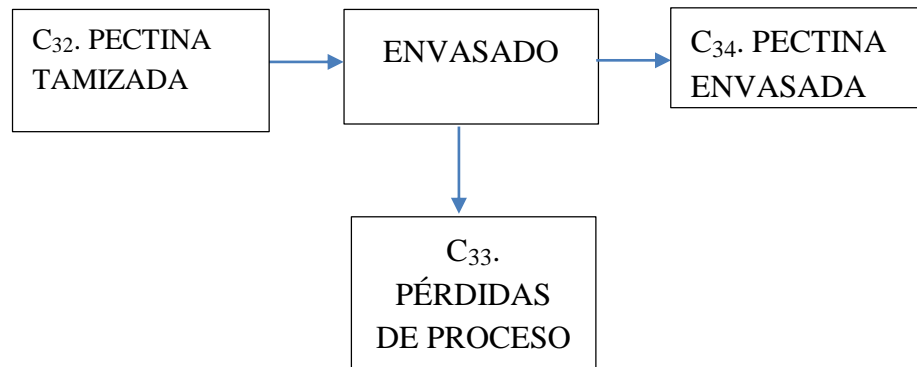 C₃₂. PECTINA
TAMIZADA
ENVASADO
C₃₄. PECTINA
ENVASADA
C₃₃.
PÉRDIDAS
DE PROCESO